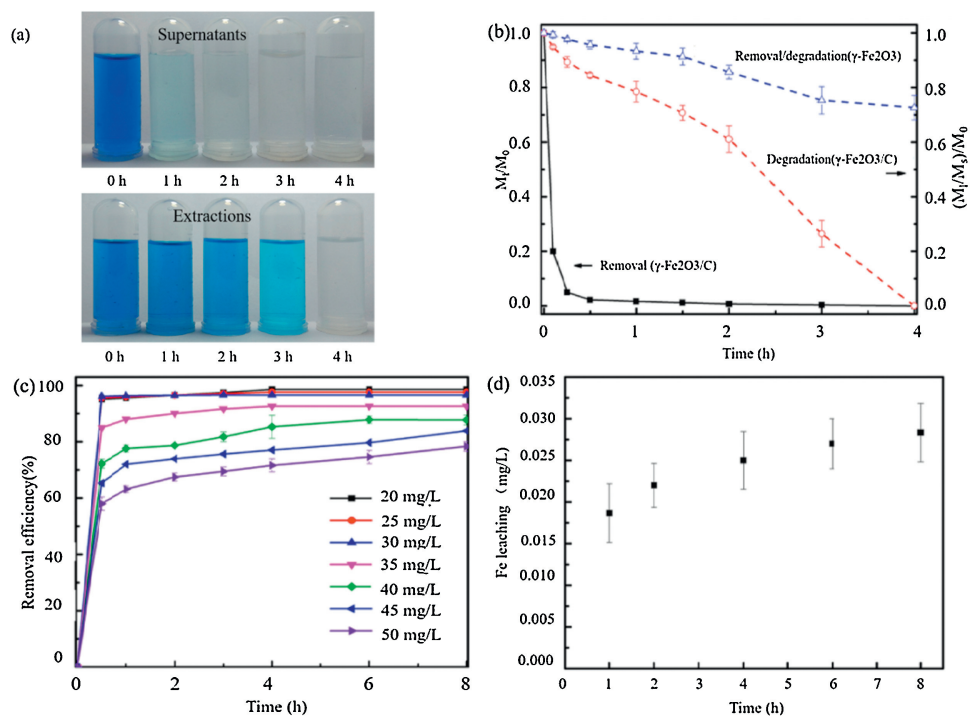 (a)
Supernatants
0 h 1 h 2 h 3 h 4 h
Extractions
0 h 1 h 2 h 3 h 4 h
(b)
1.0
0.8
0.6
0.4
0.2
0.0
Mi/M0
Removal/degradation(γ-Fe2O3)
Degradation(γ-Fe2O3/C)
Removal (γ-Fe2O3/C)
1.0
0.8
0.6
0.4
0.2
0.0
(Mi/Ms)/M0
0 1 2 3 4
Time (h)
(c)
100
80
60
40
20
0
Removal efficiency(%)
20 mg/L
25 mg/L
30 mg/L
35 mg/L
40 mg/L
45 mg/L
50 mg/L
0 2 4 6 8
Time (h)
(d)
0.035
0.030
0.025
0.020
0.015
0.010
0.005
0.000
Fe leaching (mg/L)
0 1 2 3 4 5 6 7 8
Time (h)